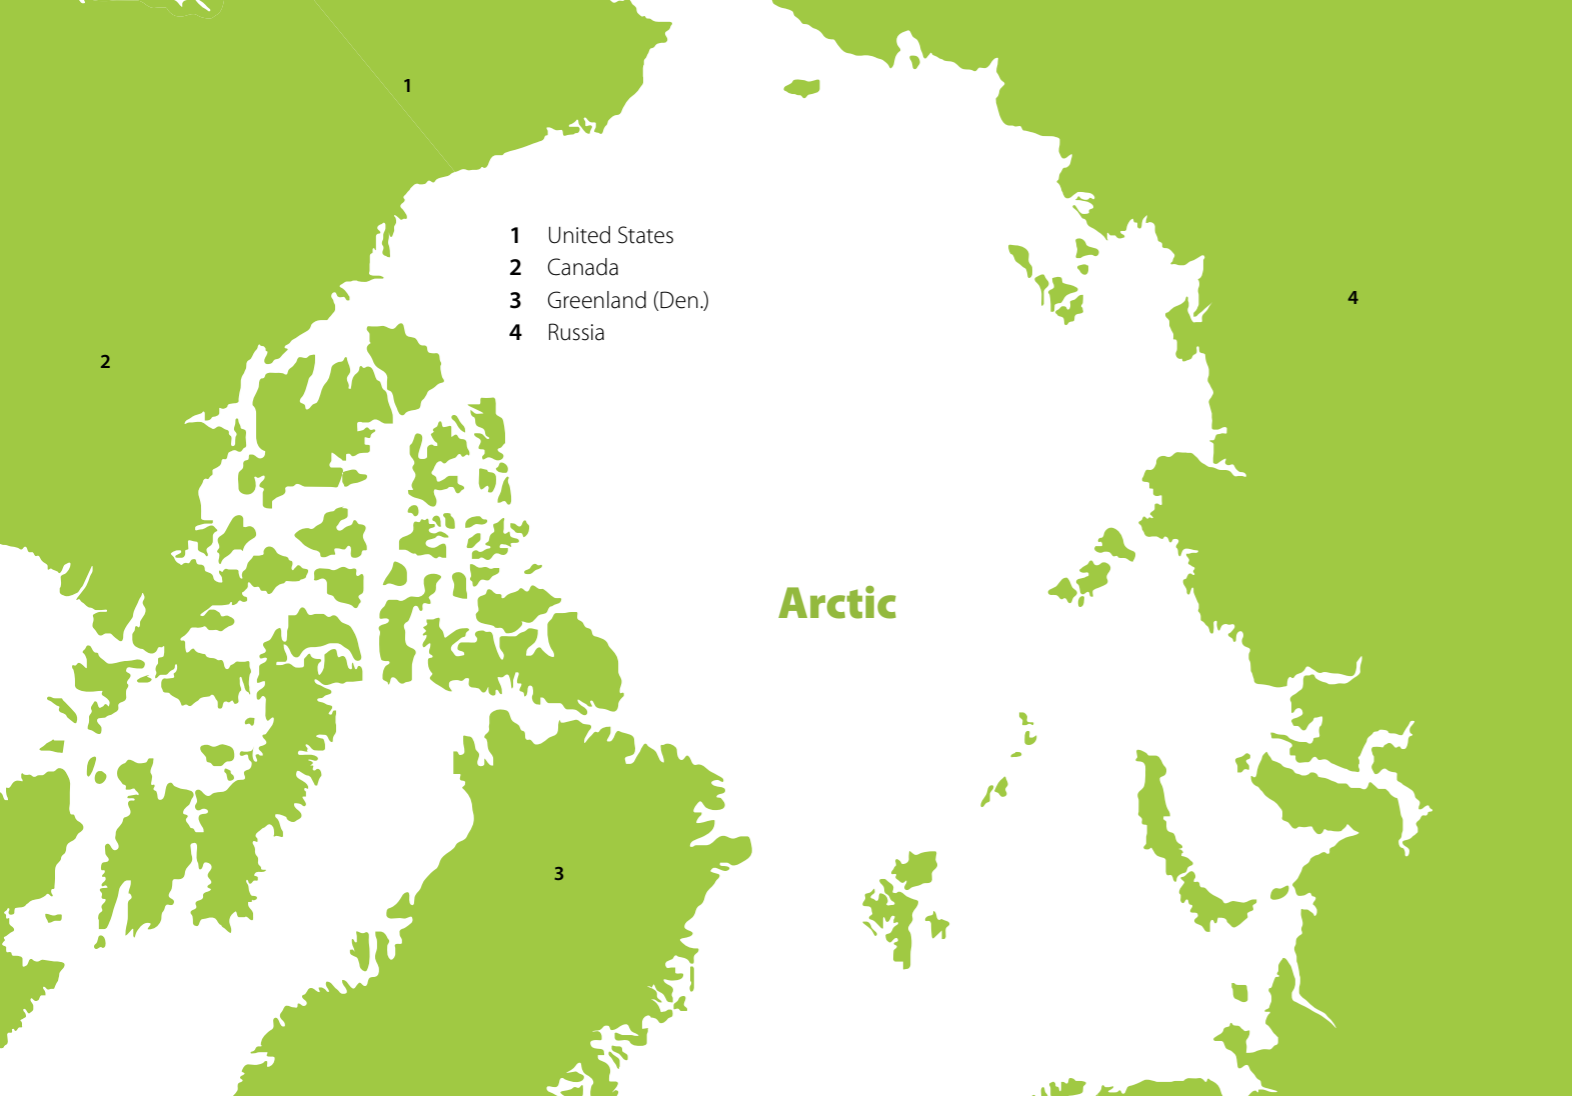 1
1 United States
2 Canada
3 Greenland (Den.)
4 Russia
4
2
Arctic
3